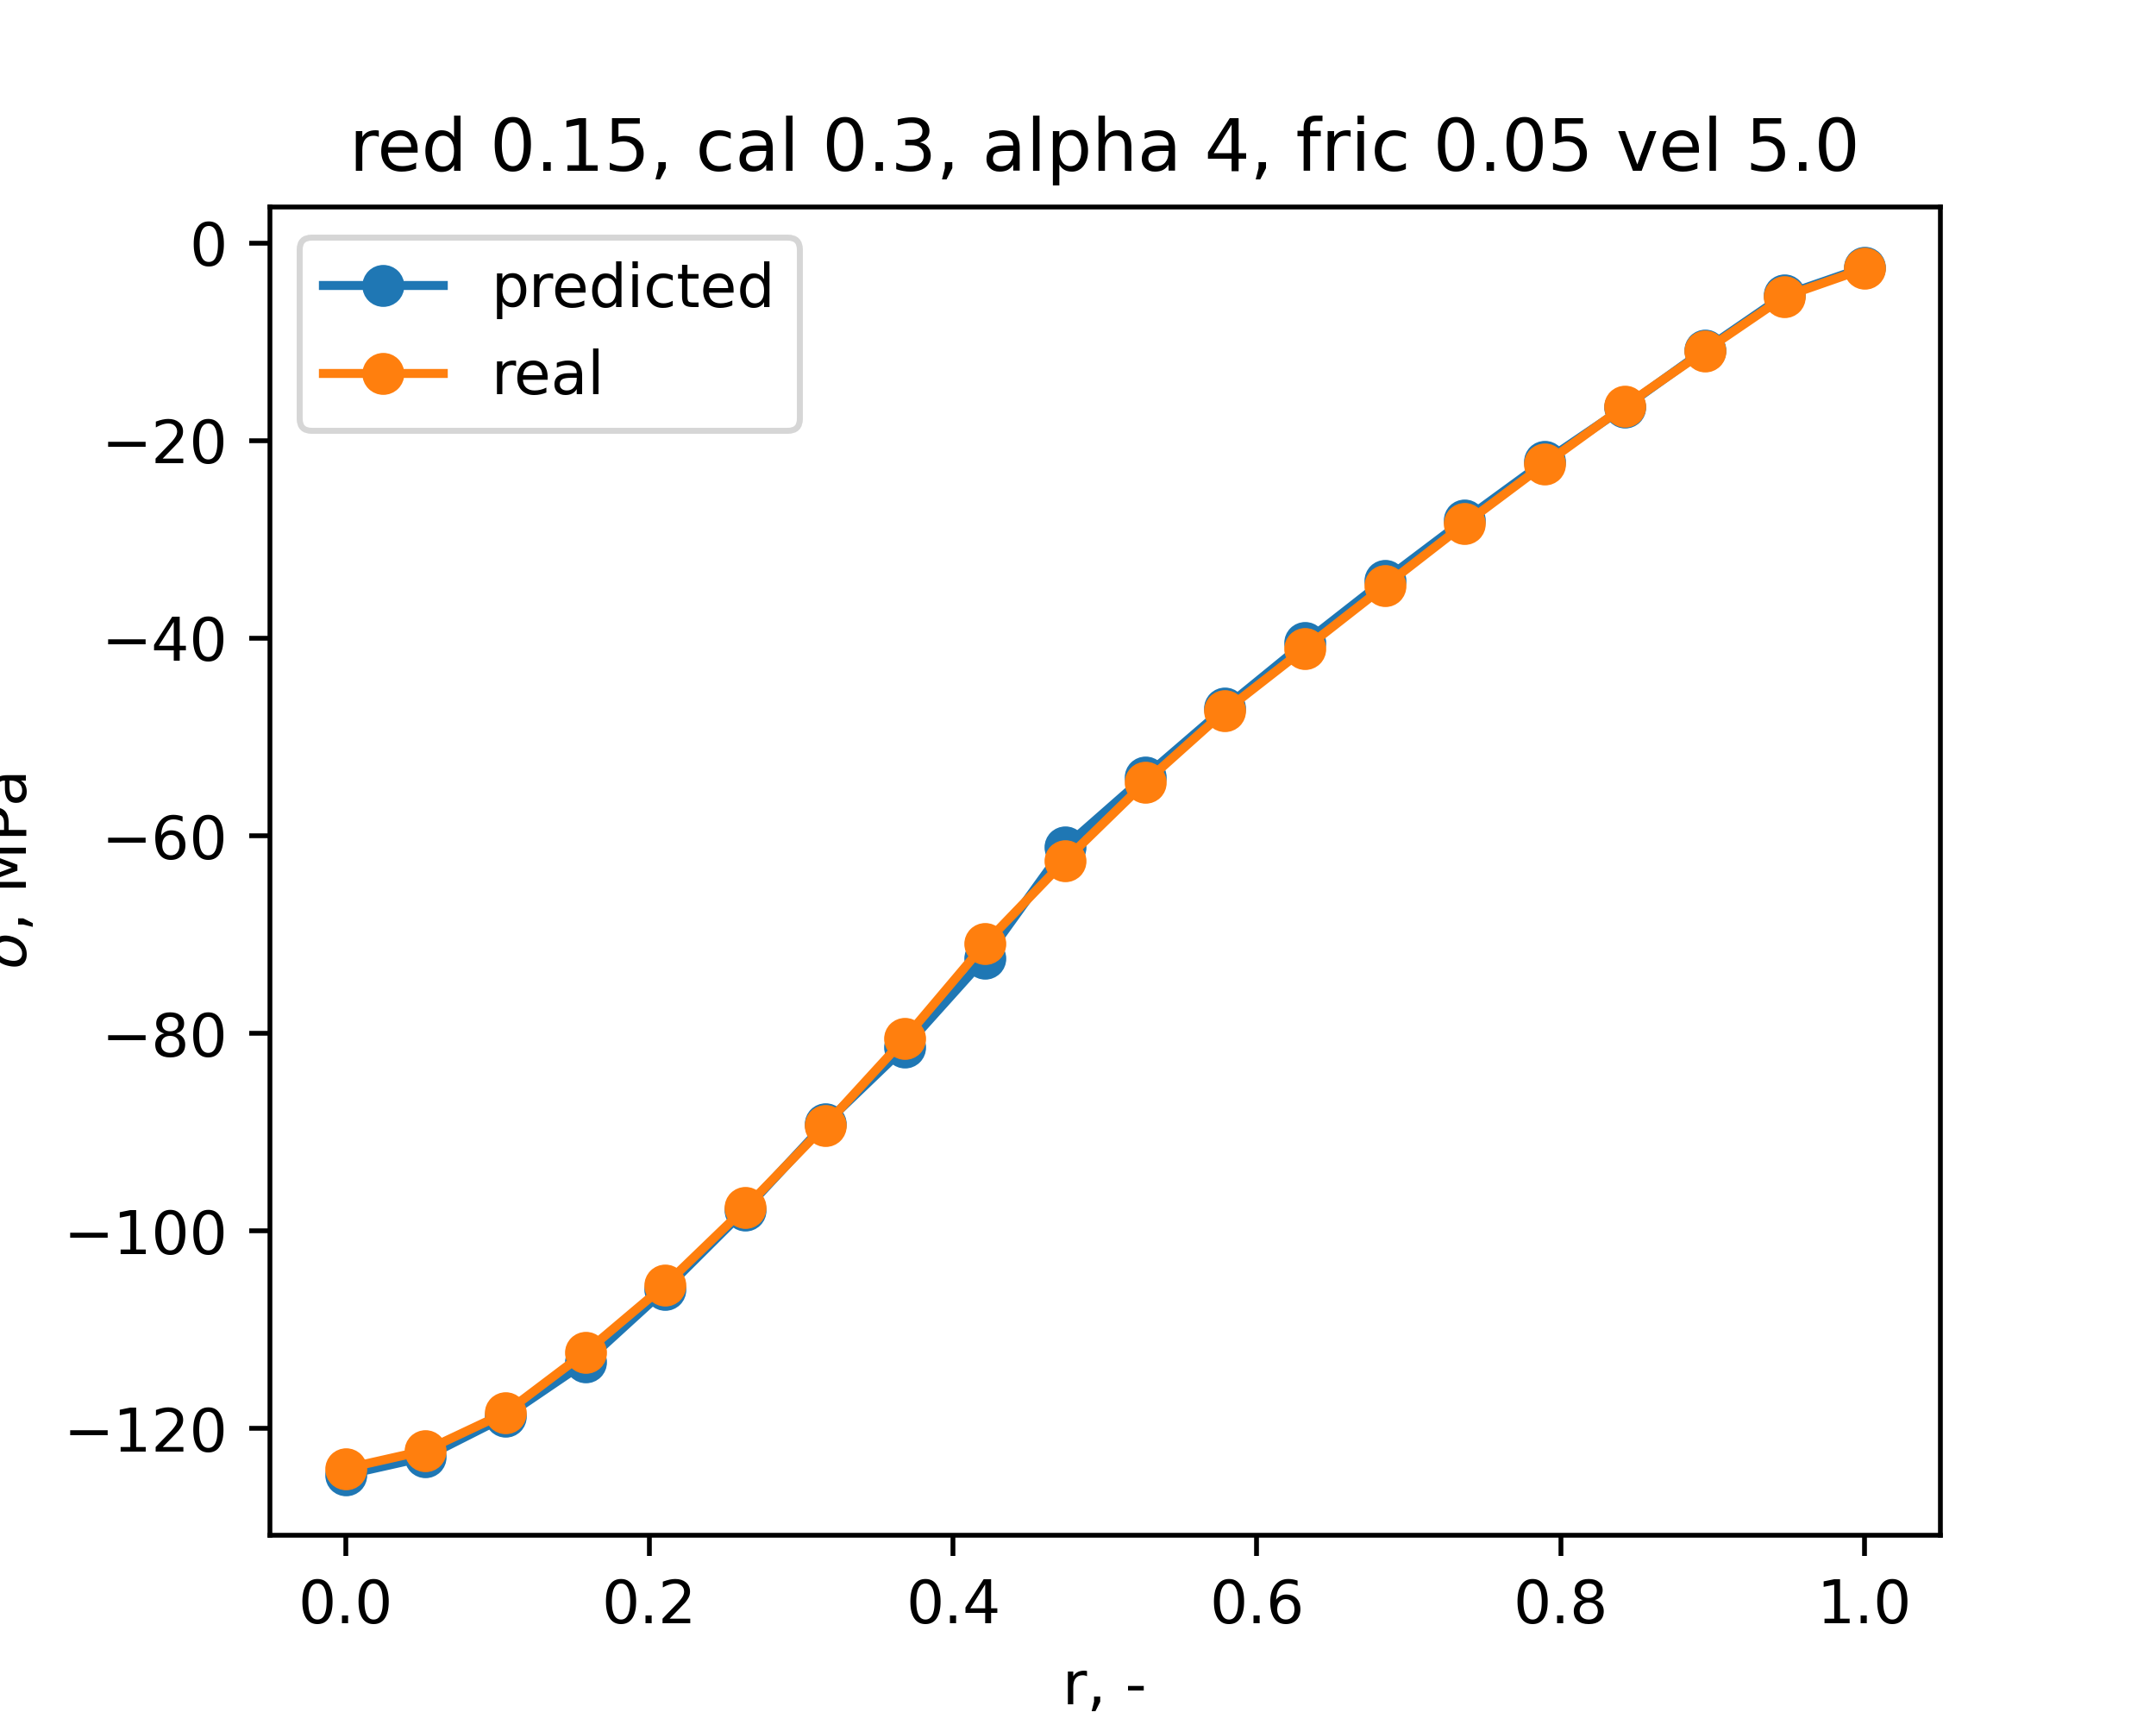 red 0.15, cal 0.3, alpha 4, fric 0.05 vel 5.0
predicted
real
0
−20
−40
−60
−80
−100
−120
σ, MPa
0.0 0.2 0.4 0.6 0.8 1.0
r, -